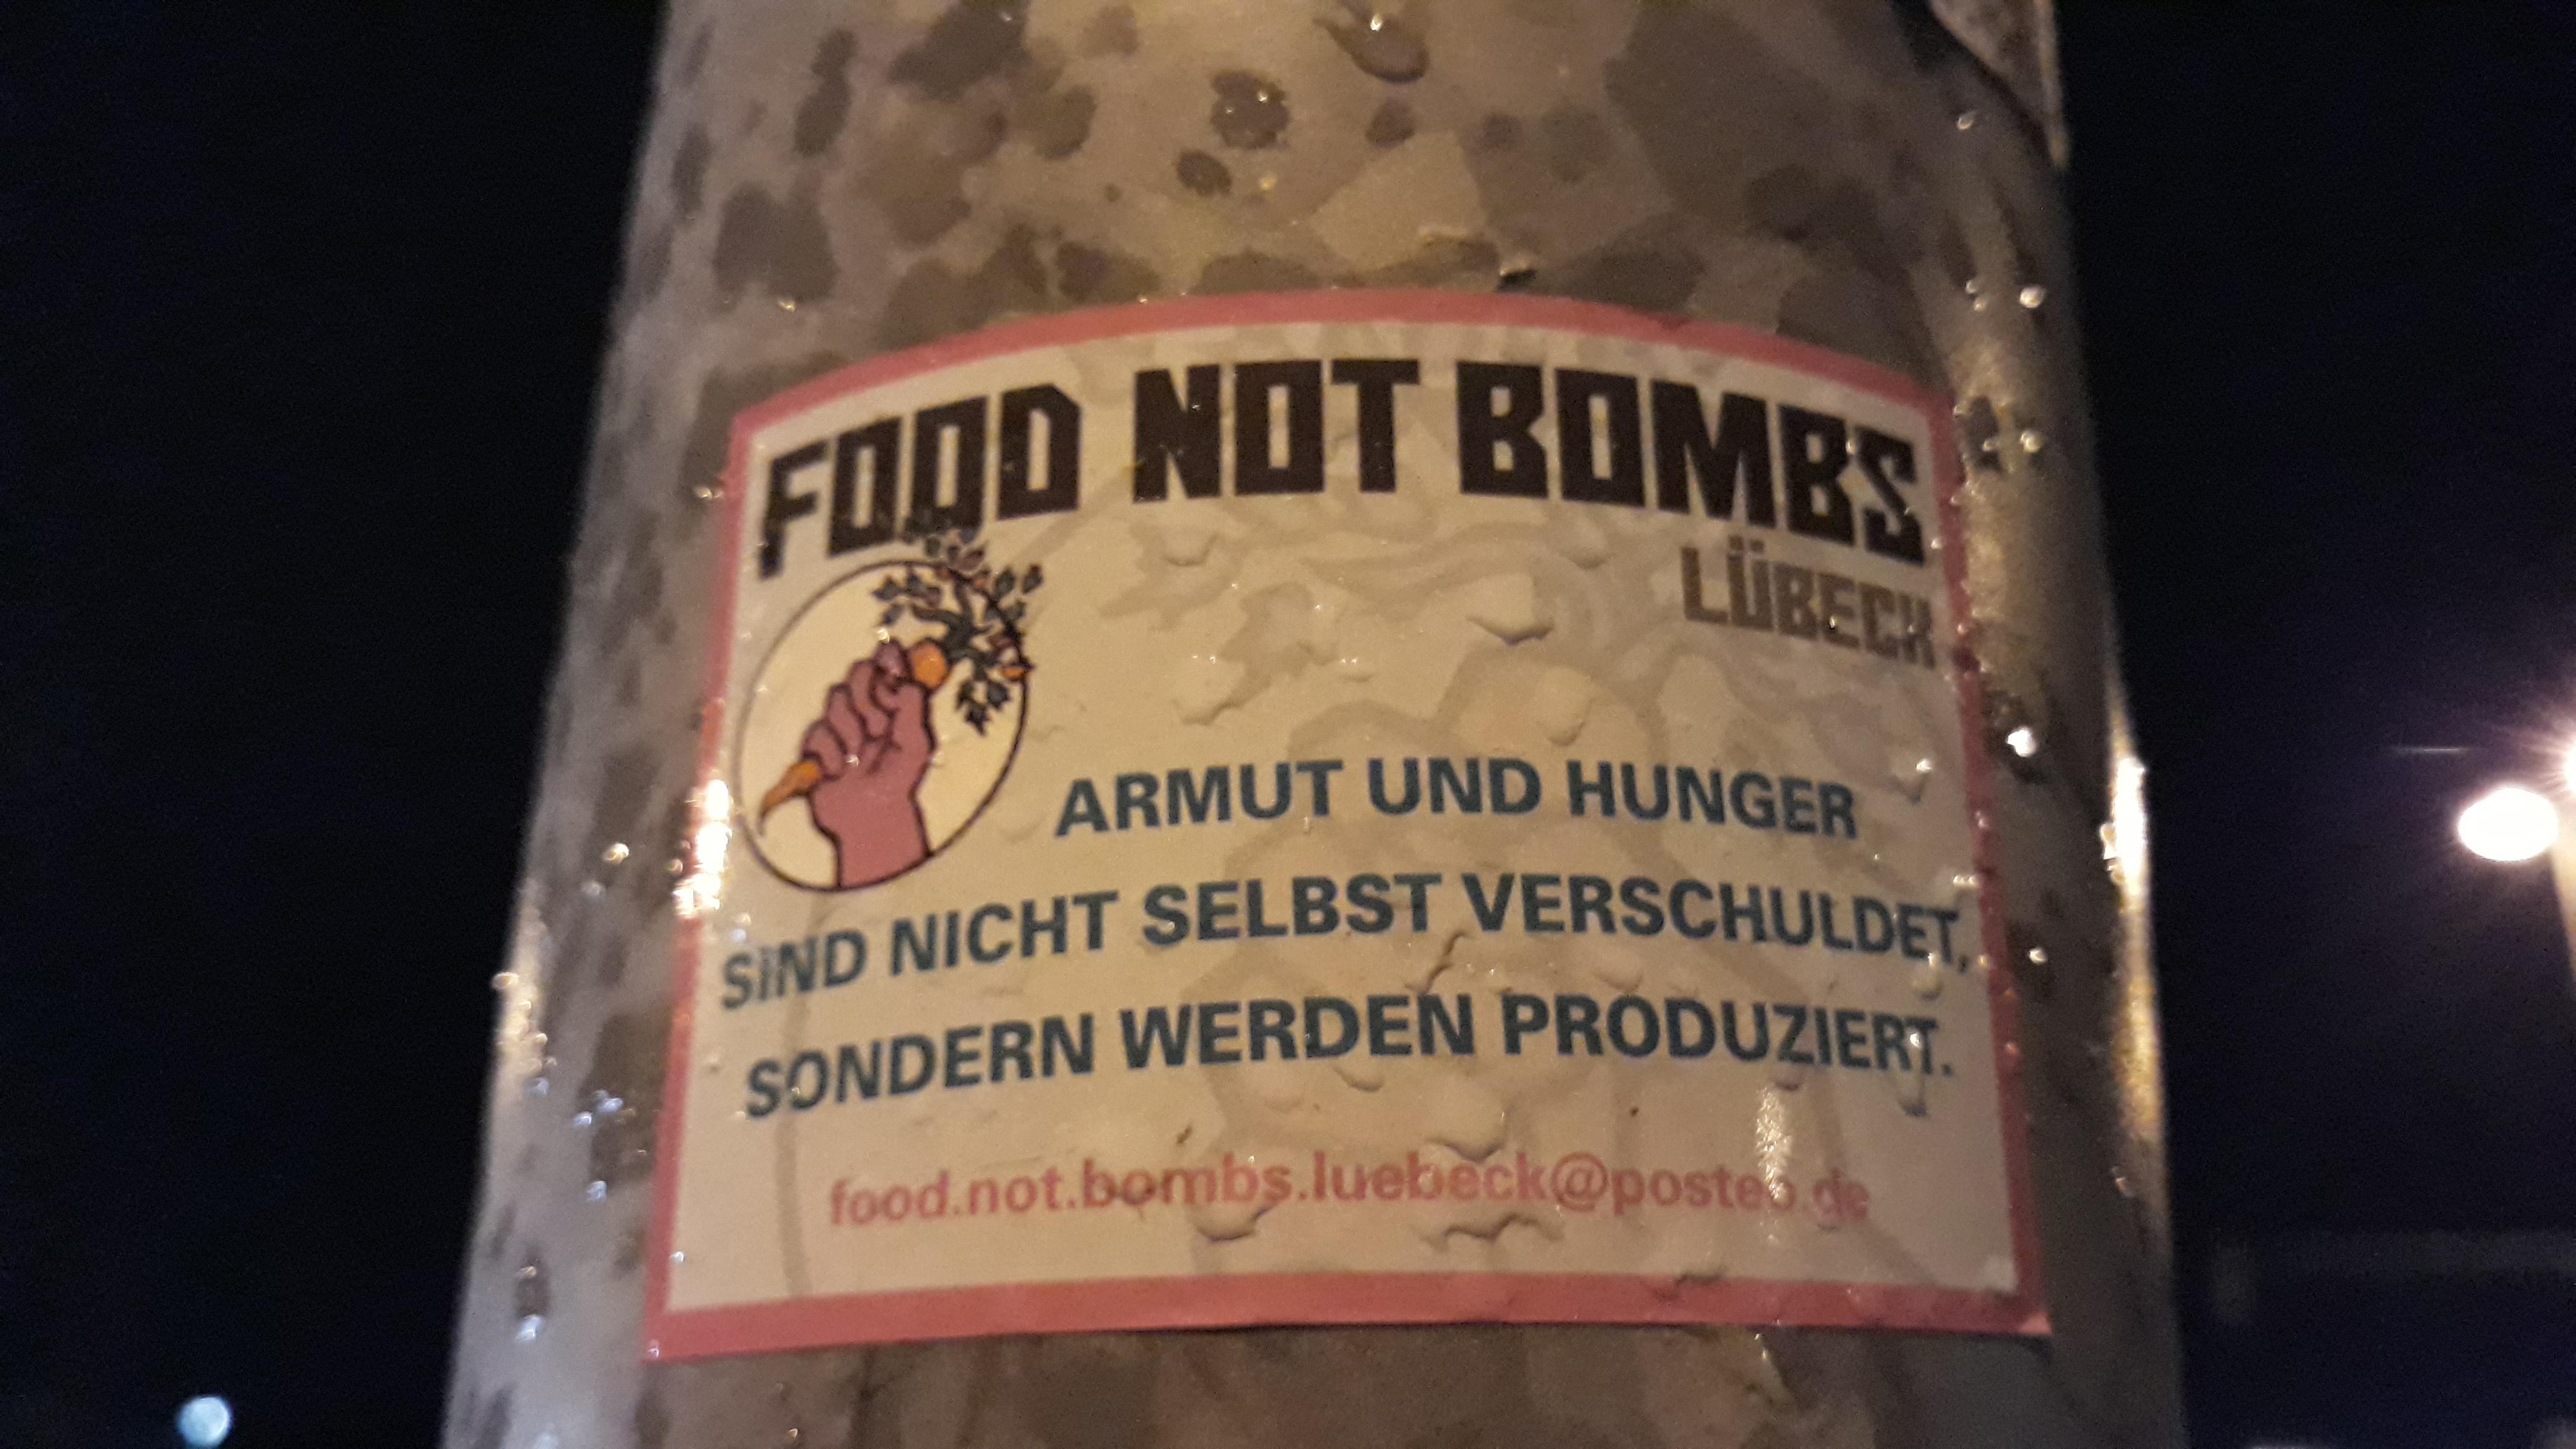 FOOD NOT BOMBS
LÜBECK
ARMUT UND HUNGER
SIND NICHT SELBST VERSCHULDET,
SONDERN WERDEN PRODUZIERT.
food.not.bombs.luebeck@posteo.de